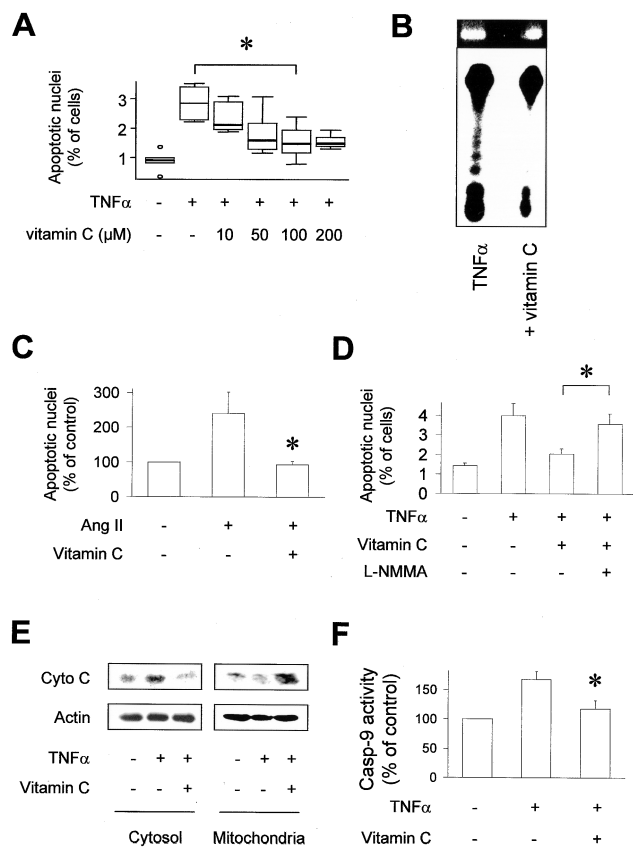 A
*
Apoptotic nuclei
(% of cells)
3
2
1
TNFα - + + + + +
vitamin C (µM) - - 10 50 100 200
B
TNFα
+ vitamin C
C
Apoptotic nuclei
(% of control)
300
200
100
0
*
Ang II - + +
Vitamin C - - +
D
*
Apoptotic nuclei
(% of cells)
4
3
2
1
0
TNFα - + + +
Vitamin C - - + +
L-NMMA - - - +
E
Cyto C
Actin
TNFα - + + - + +
Vitamin C - - + - - +
Cytosol Mitochondria
F
Casp-9 activity
(% of control)
150
100
50
0
*
TNFα - + +
Vitamin C - - +